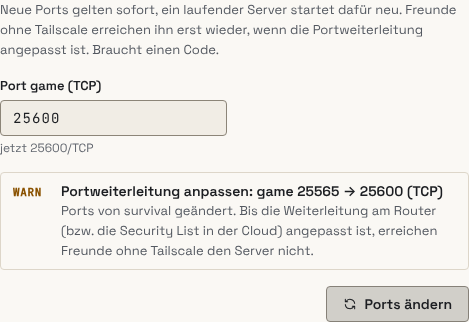 Neue Ports gelten sofort, ein laufender Server startet dafür neu. Freunde
ohne Tailscale erreichen ihn erst wieder, wenn die Portweiterleitung
angepasst ist. Braucht einen Code.
Port game (TCP)
25600
jetzt 25600/TCP
WARN Portweiterleitung anpassen: game 25565 → 25600 (TCP)
Ports von survival geändert. Bis die Weiterleitung am Router
(bzw. die Security List in der Cloud) angepasst ist, erreichen
Freunde ohne Tailscale den Server nicht.
Ports ändern